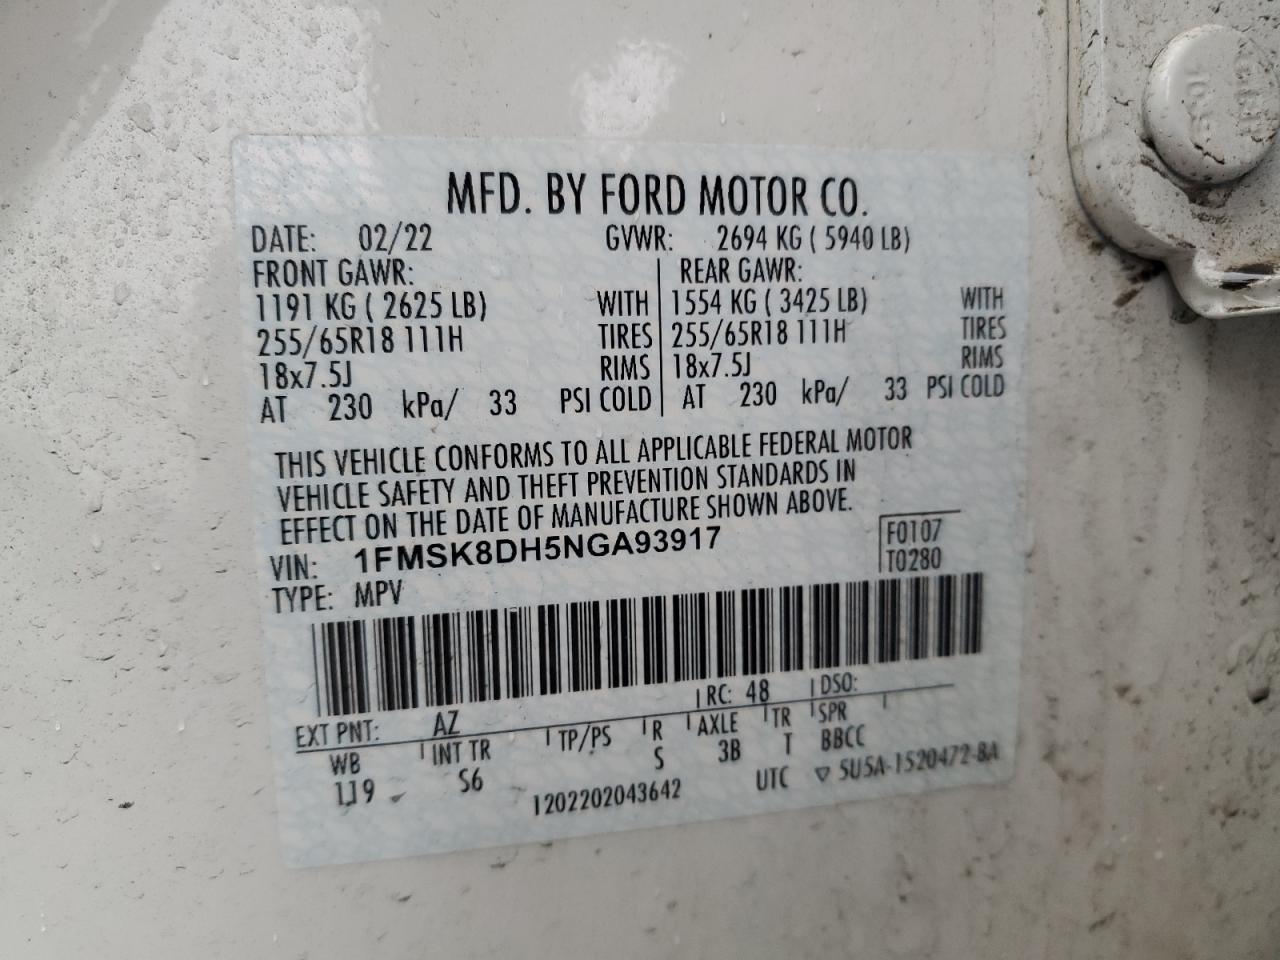 MFD. BY FORD MOTOR CO.
DATE: 02/22 GVWR: 2694 KG ( 5940 LB)
FRONT GAWR: REAR GAWR:
1191 KG ( 2625 LB) WITH 1554 KG ( 3425 LB) WITH
255/65R18 111H TIRES 255/65R18 111H TIRES
18x7.5J RIMS 18x7.5J RIMS
AT 230 kPa/ 33 PSI COLD AT 230 kPa/ 33 PSI COLD
THIS VEHICLE CONFORMS TO ALL APPLICABLE FEDERAL MOTOR
VEHICLE SAFETY AND THEFT PREVENTION STANDARDS IN
EFFECT ON THE DATE OF MANUFACTURE SHOWN ABOVE.
VIN: 1FMSK8DH5NGA93917 F0107
TYPE: MPV T0280
EXT PNT: AZ RC: 48 DSO:
WB INT TR TP/PS R AXLE TR SPR
119 S6 S 3B T BBCC
1202202043642 UTC ▽ 5U5A-1520472-BA